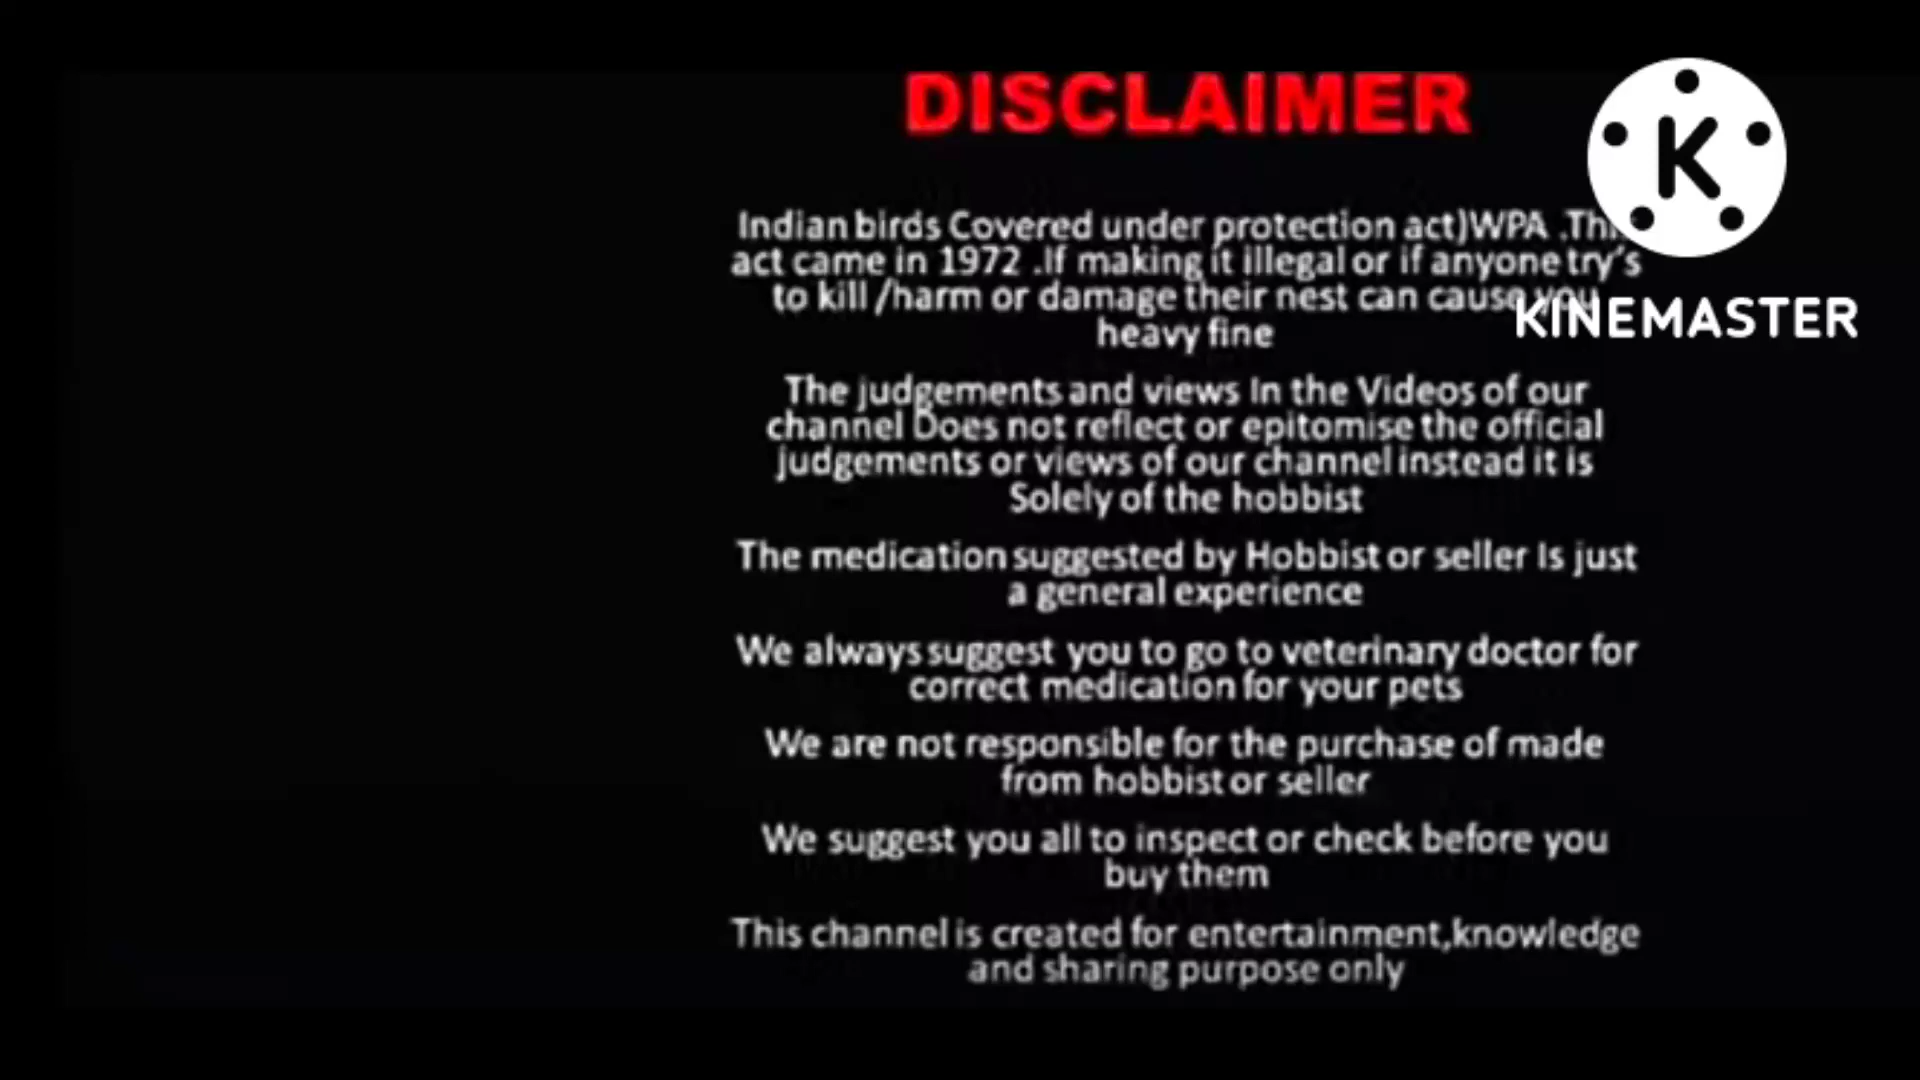 DISCLAIMER
Indian birds Covered under protection act)WPA .Thi
act came in 1972 .If making it illegal or if anyone try's
to kill /harm or damage their nest can cause you
heavy fine
The judgements and views In the Videos of our
channel Does not reflect or epitomise the official
judgements or views of our channel instead it is
Solely of the hobbist
The medication suggested by Hobbist or seller Is just
a general experience
We always suggest you to go to veterinary doctor for
correct medication for your pets
We are not responsible for the purchase of made
from hobbist or seller
We suggest you all to inspect or check before you
buy them
This channel is created for entertainment,knowledge
and sharing purpose only
K
KINEMASTER